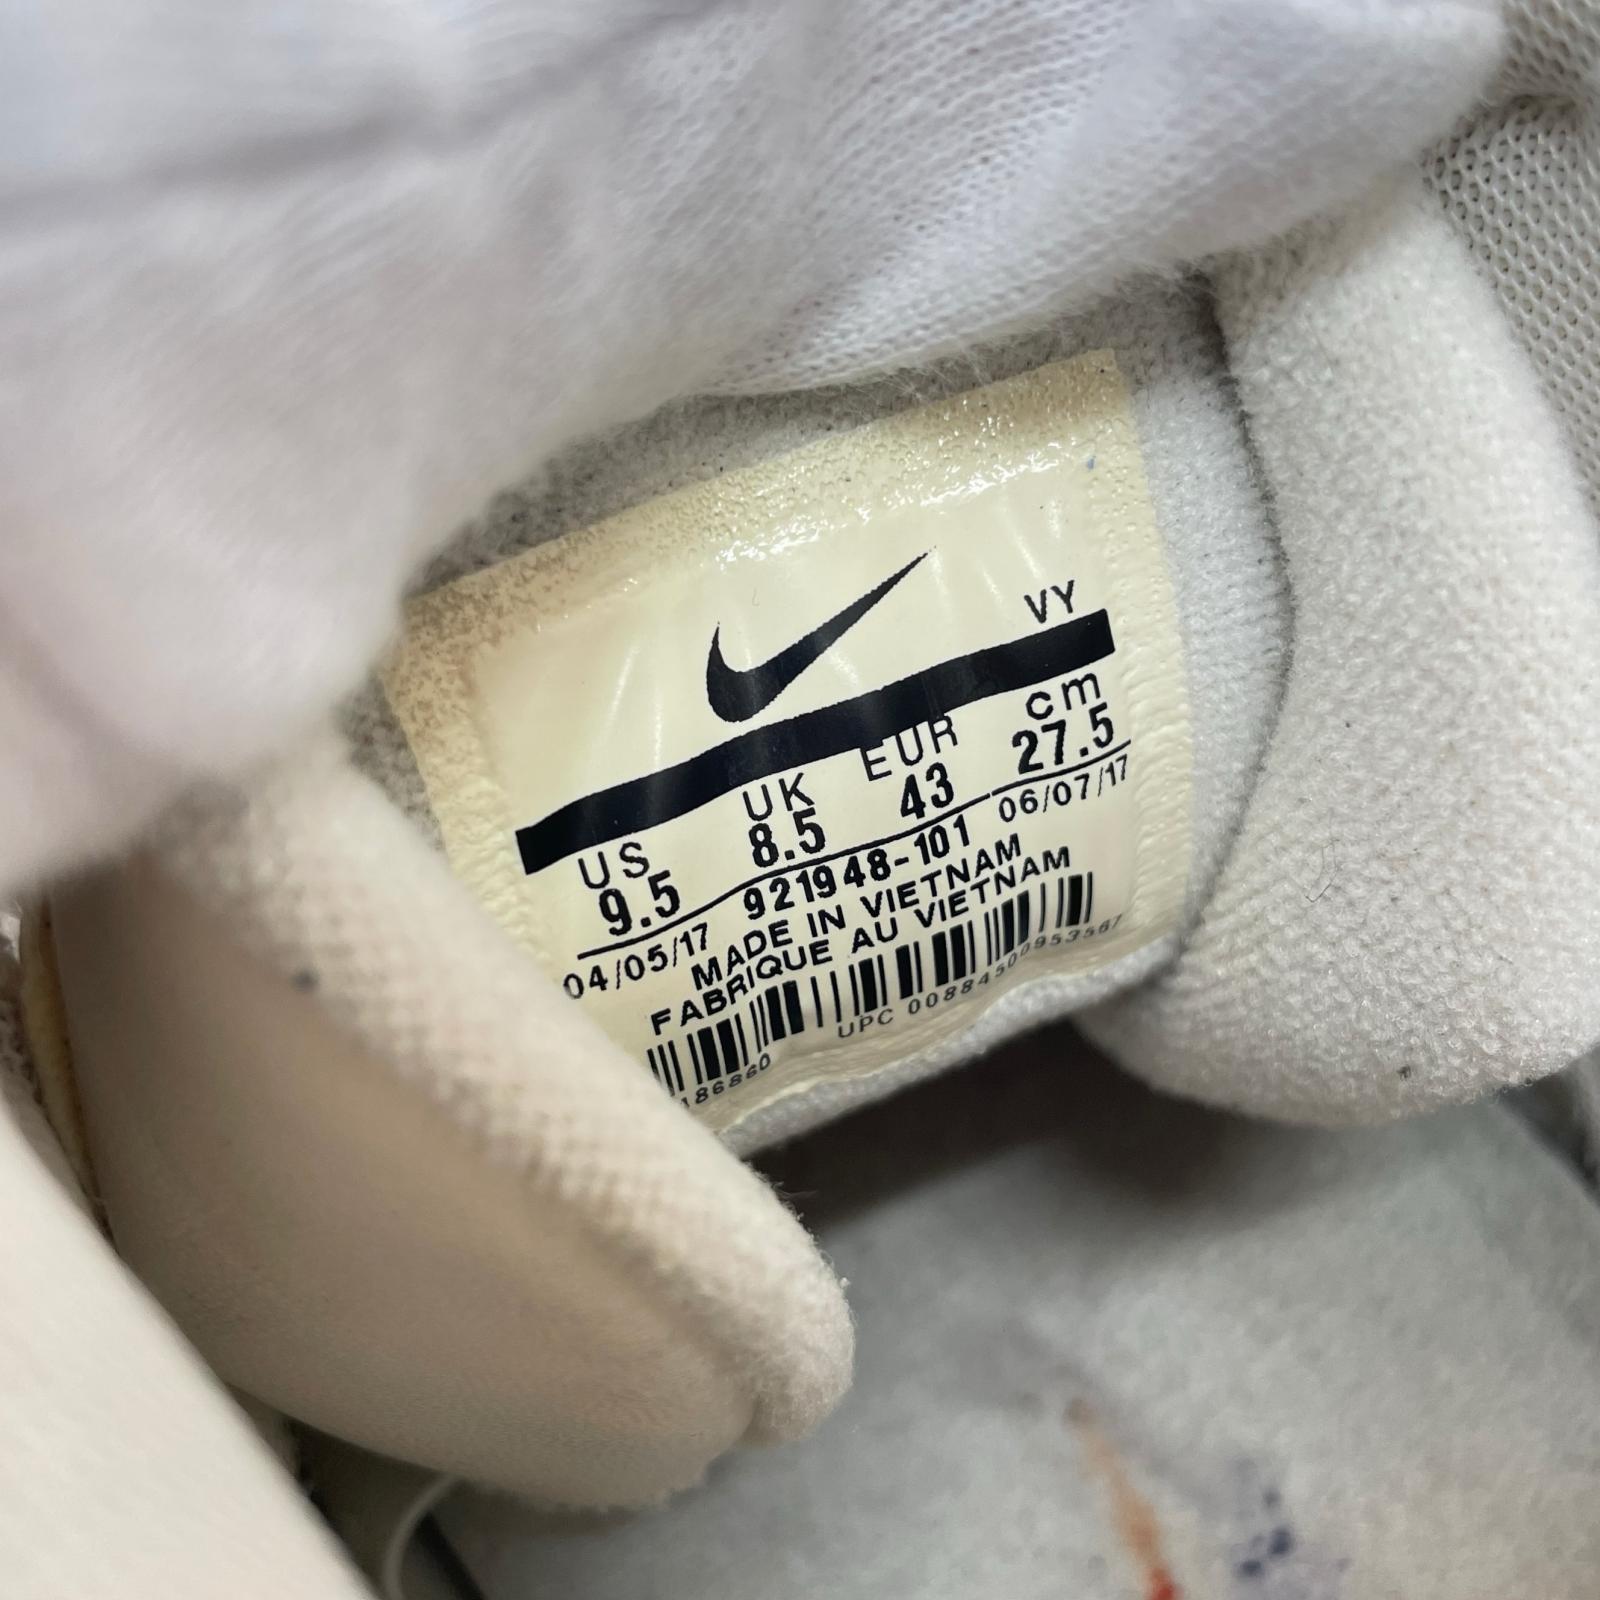 VY
US UK EUR cm
9.5 8.5 43 27.5
04/05/17 921948-101 06/07/17
MADE IN VIETNAM
FABRIQUE AU VIETNAM
UPC 00884500953567
186860